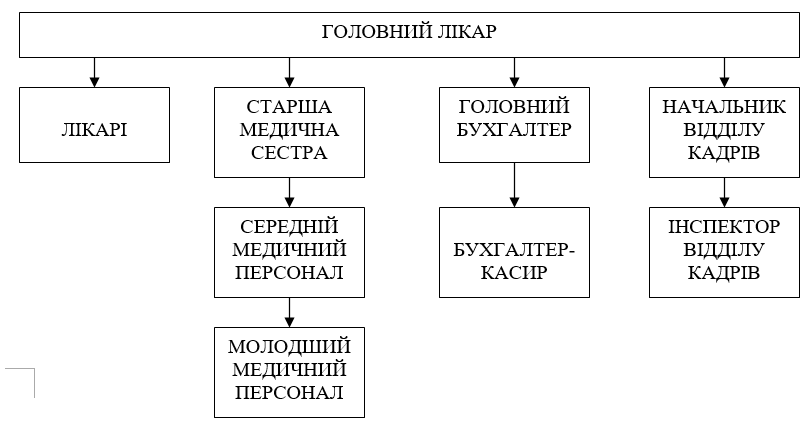 ГОЛОВНИЙ ЛІКАР
ЛІКАРІ
СТАРША
МЕДИЧНА
СЕСТРА
ГОЛОВНИЙ
БУХГАЛТЕР
НАЧАЛЬНИК
ВІДДІЛУ
КАДРІВ
СЕРЕДНІЙ
МЕДИЧНИЙ
ПЕРСОНАЛ
БУХГАЛТЕР-
КАСИР
ІНСПЕКТОР
ВІДДІЛУ
КАДРІВ
МОЛОДШИЙ
МЕДИЧНИЙ
ПЕРСОНАЛ